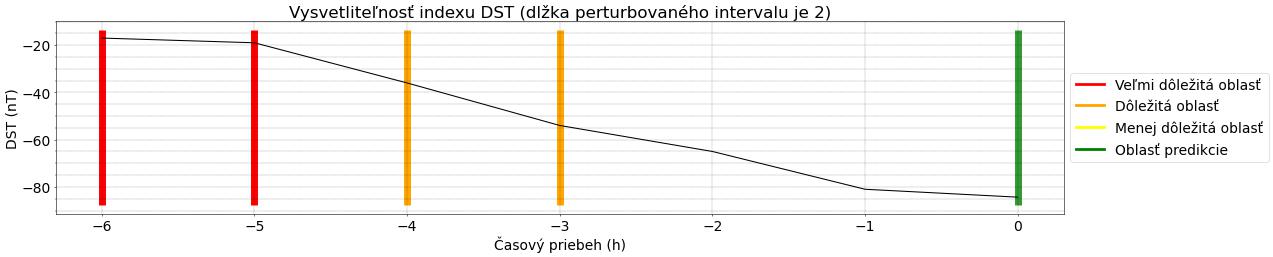 Vysvetliteľnosť indexu DST (dĺžka perturbovaného intervalu je 2)
DST (nT)
−20
−40
−60
−80
−6
−5
−4
−3
−2
−1
0
Časový priebeh (h)
Veľmi dôležitá oblasť
Dôležitá oblasť
Menej dôležitá oblasť
Oblasť predikcie